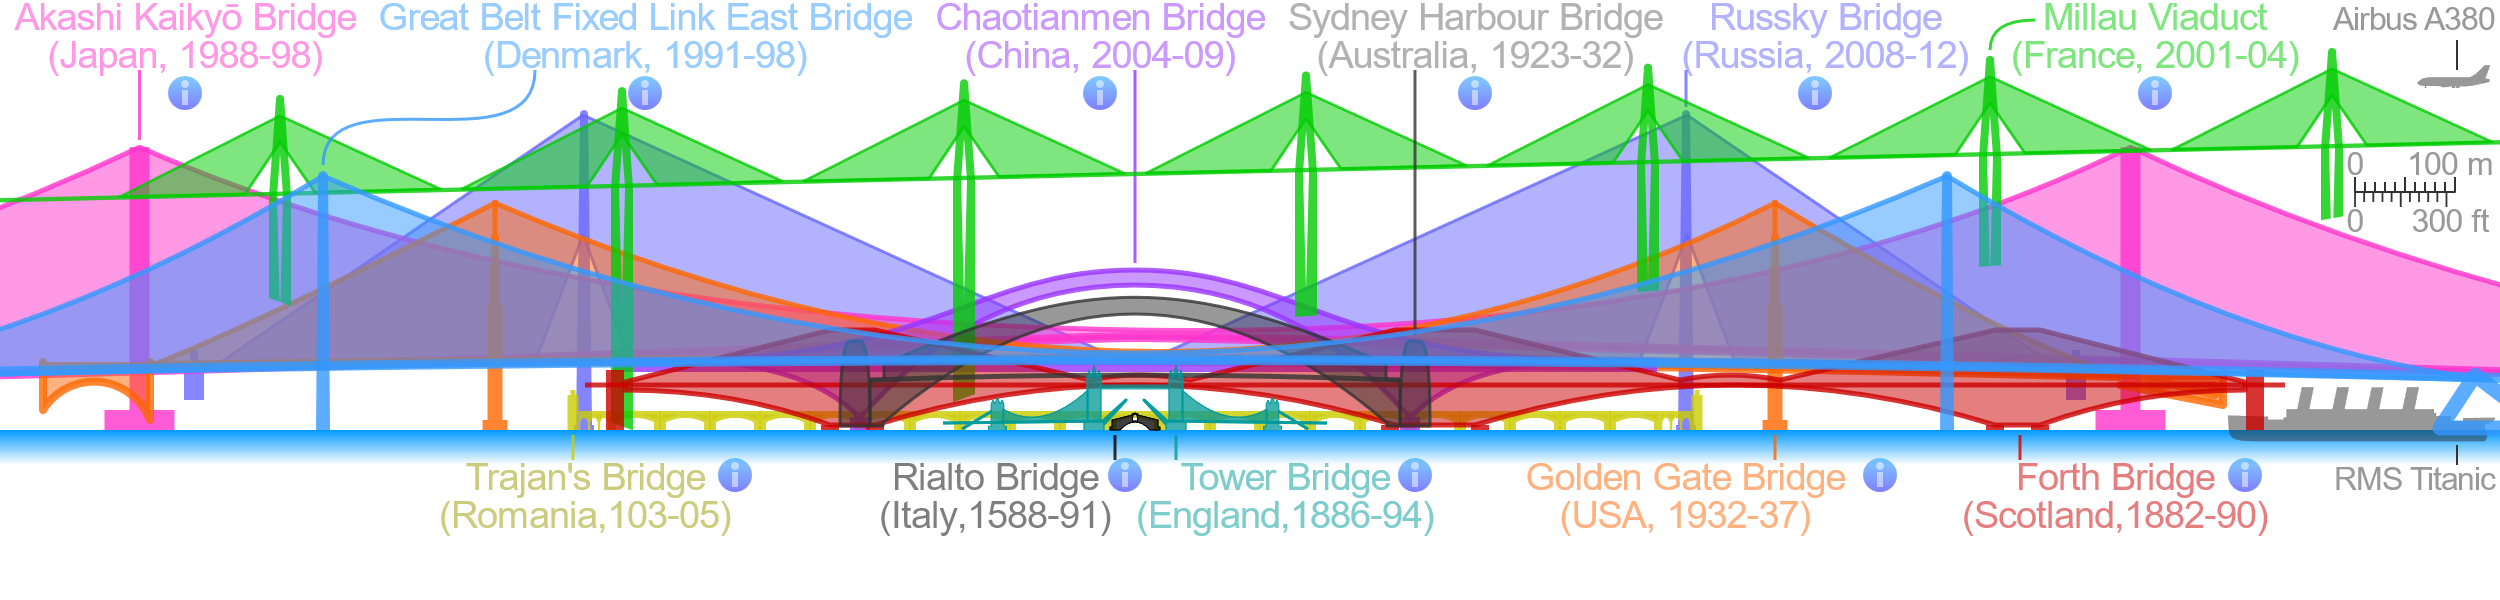 Akashi Kaikyō Bridge
(Japan, 1988-98)
Great Belt Fixed Link East Bridge
(Denmark, 1991-98)
Chaotianmen Bridge
(China, 2004-09)
Sydney Harbour Bridge
(Australia, 1923-32)
Russky Bridge
(Russia, 2008-12)
Millau Viaduct
(France, 2001-04)
Airbus A380
i
i
i
i
i
i
0 100 m
0 300 ft
Trajan's Bridge
(Romania,103-05)
i
Rialto Bridge
(Italy,1588-91)
i
Tower Bridge
(England,1886-94)
i
Golden Gate Bridge
(USA, 1932-37)
i
Forth Bridge
(Scotland,1882-90)
i
RMS Titanic